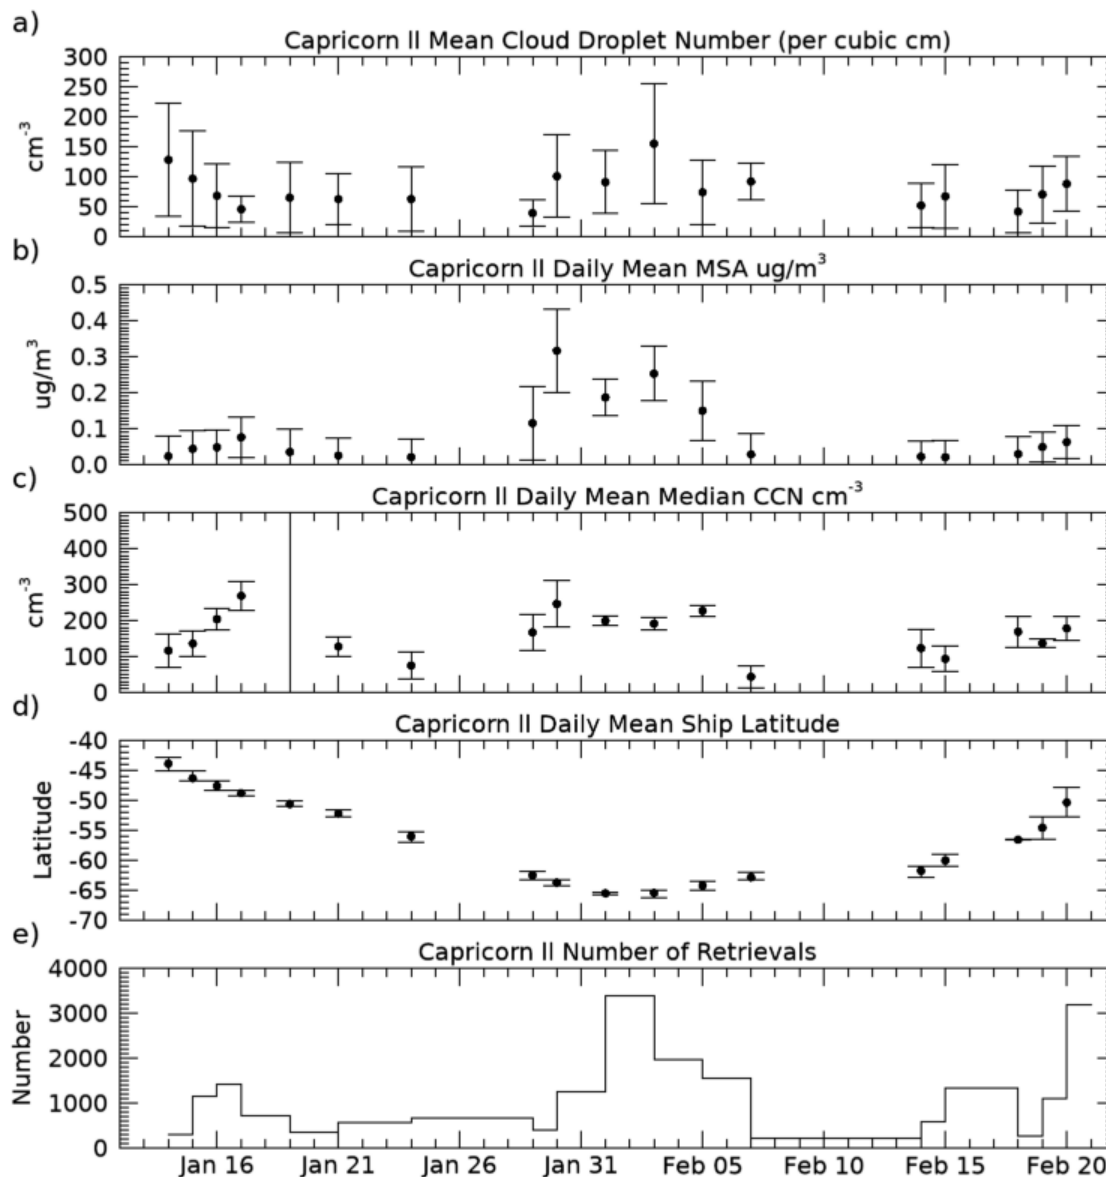 a)
Capricorn II Mean Cloud Droplet Number (per cubic cm)
300
250
200
150
100
50
0
cm⁻³
b)
Capricorn II Daily Mean MSA ug/m³
0.5
0.4
0.3
0.2
0.1
0.0
ug/m³
c)
Capricorn II Daily Mean Median CCN cm⁻³
500
400
300
200
100
0
cm⁻³
d)
Capricorn II Daily Mean Ship Latitude
-40
-45
-50
-55
-60
-65
-70
Latitude
e)
Capricorn II Number of Retrievals
4000
3000
2000
1000
0
Number
Jan 16 Jan 21 Jan 26 Jan 31 Feb 05 Feb 10 Feb 15 Feb 20